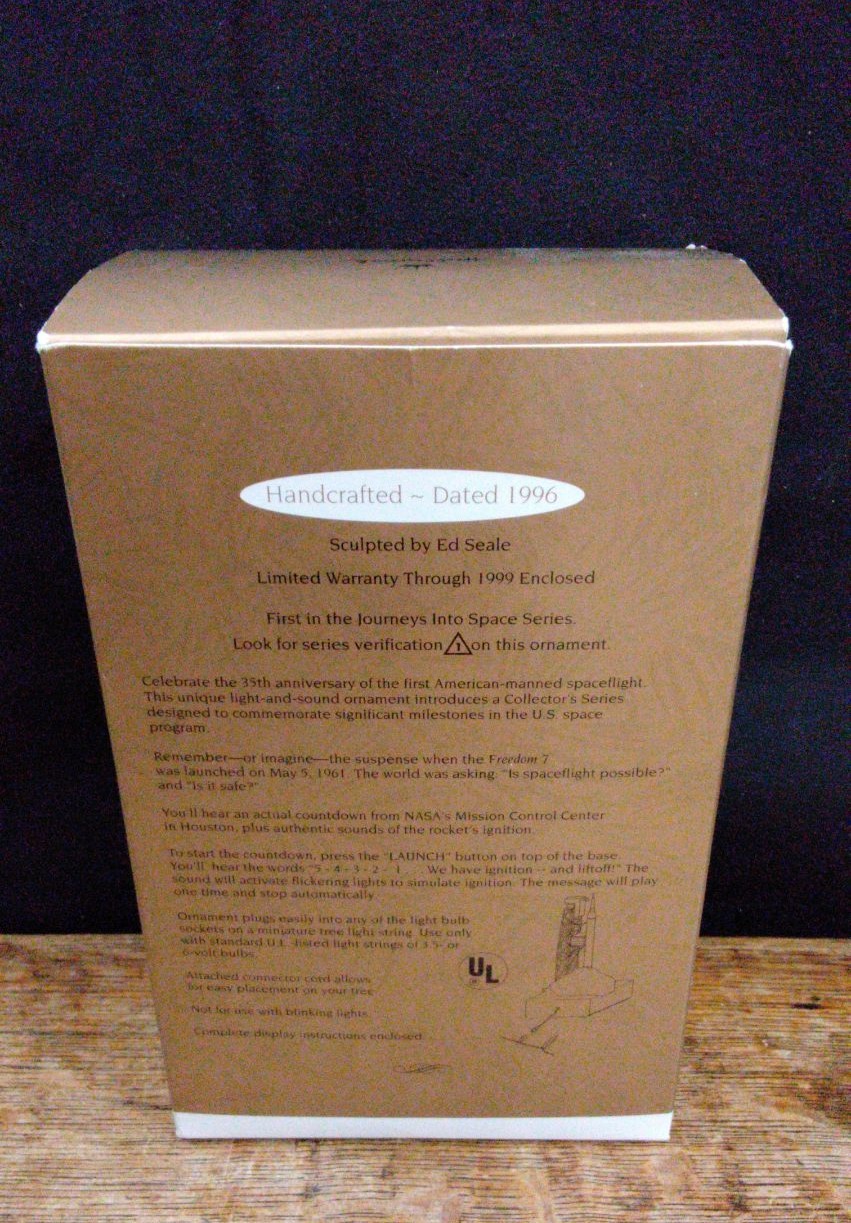 Handcrafted ~ Dated 1996
Sculpted by Ed Seale
Limited Warranty Through 1999 Enclosed
First in the Journeys Into Space Series.
Look for series verification 1 on this ornament.
Celebrate the 35th anniversary of the first American-manned spaceflight.
This unique light-and-sound ornament introduces a Collector's Series
designed to commemorate significant milestones in the U.S. space
program.
Remember—or imagine—the suspense when the Freedom 7
was launched on May 5, 1961. The world was asking, "Is spaceflight possible?"
and "Is it safe?"
You'll hear an actual countdown from NASA's Mission Control Center
in Houston, plus authentic sounds of the rocket's ignition.
To start the countdown, press the "LAUNCH" button on top of the base.
You'll hear the words "5 - 4 - 3 - 2 - 1 . . . We have ignition -- and liftoff!" The
sound will activate flickering lights to simulate ignition. The message will play
one time and stop automatically.
Ornament plugs easily into any of the light bulb
sockets on a miniature tree light string. Use only
with standard U.L.-listed light strings of 3.5- or
6-volt bulbs.
Attached connector cord allows
for easy placement on your tree.
Not for use with blinking lights.
Complete display instructions enclosed.
UL